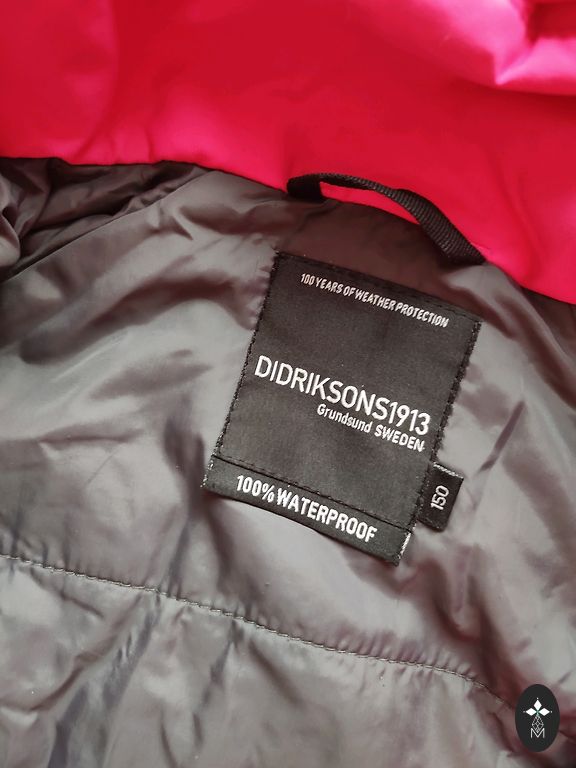 100 YEARS OF WEATHER PROTECTION
DIDRIKSONS1913
Grundsund SWEDEN
150
100% WATERPROOF
M